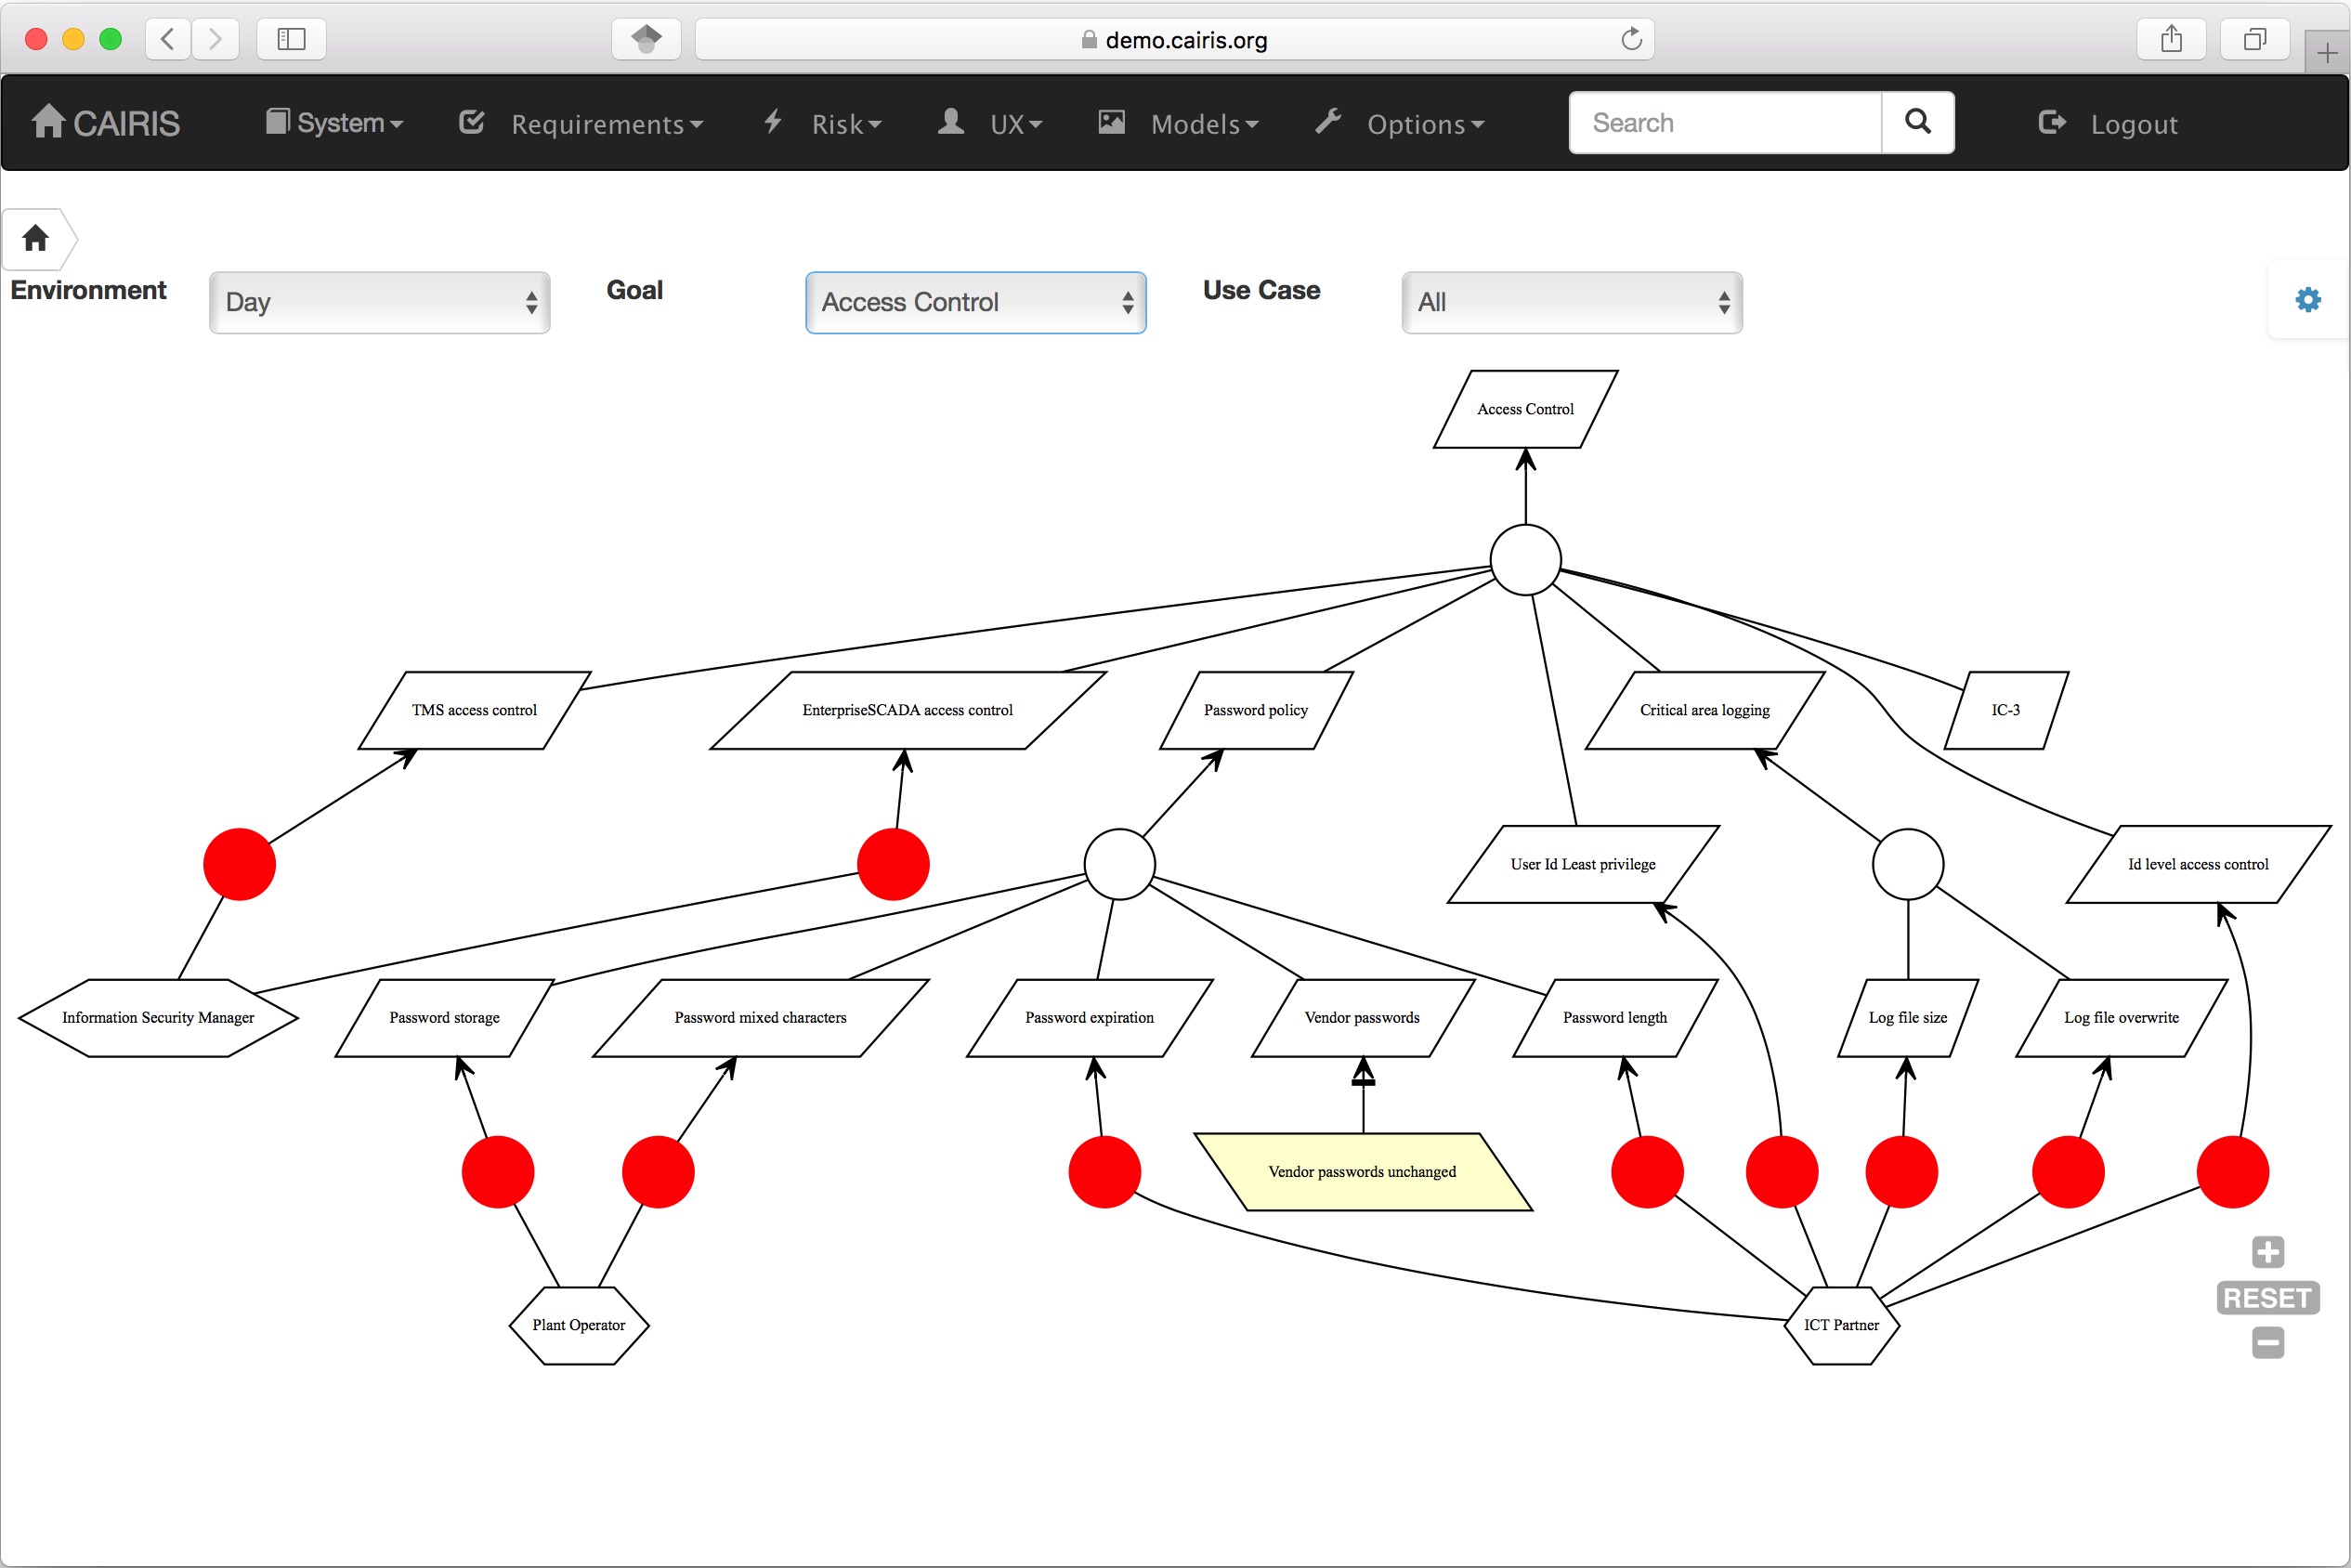 demo.cairis.org
CAIRIS System Requirements Risk UX Models Options Search Logout
Environment Day Goal Access Control Use Case All
Access Control
TMS access control EnterpriseSCADA access control Password policy Critical area logging IC-3
User Id Least privilege Id level access control
Information Security Manager Password storage Password mixed characters Password expiration Vendor passwords Password length Log file size Log file overwrite
Vendor passwords unchanged
RESET
Plant Operator ICT Partner